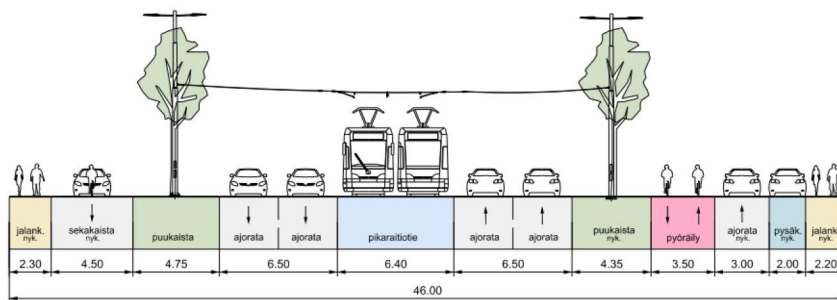 jalank.
nyk.
sekakaista
nyk.
puukaista
ajorata
ajorata
pikaraitiotie
ajorata
ajorata
puukaista
nyk.
pyöräily
ajorata
nyk.
pysäk.
nyk.
jalank.
nyk.
2.30
4.50
4.75
6.50
6.40
6.50
4.35
3.50
3.00
2.00
2.20
46.00